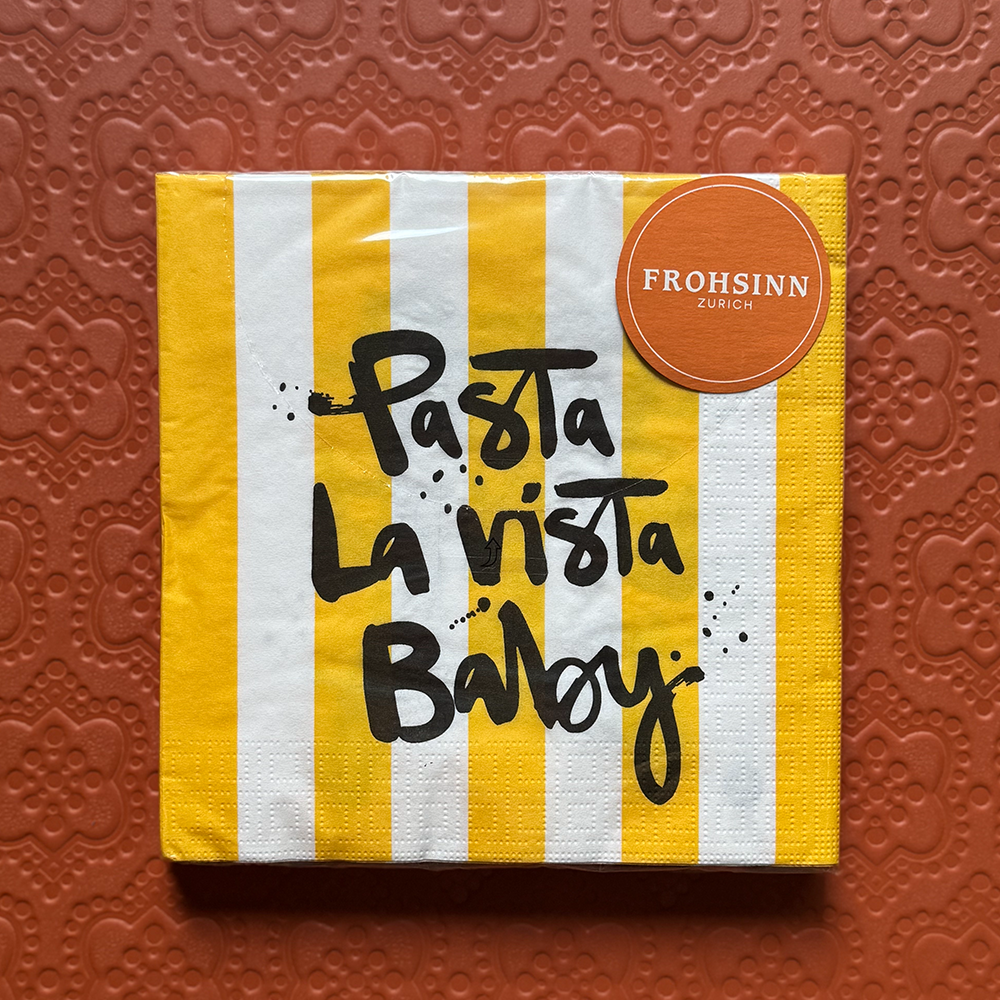 FROHSINN
ZURICH
Pasta
La vista
Baby.